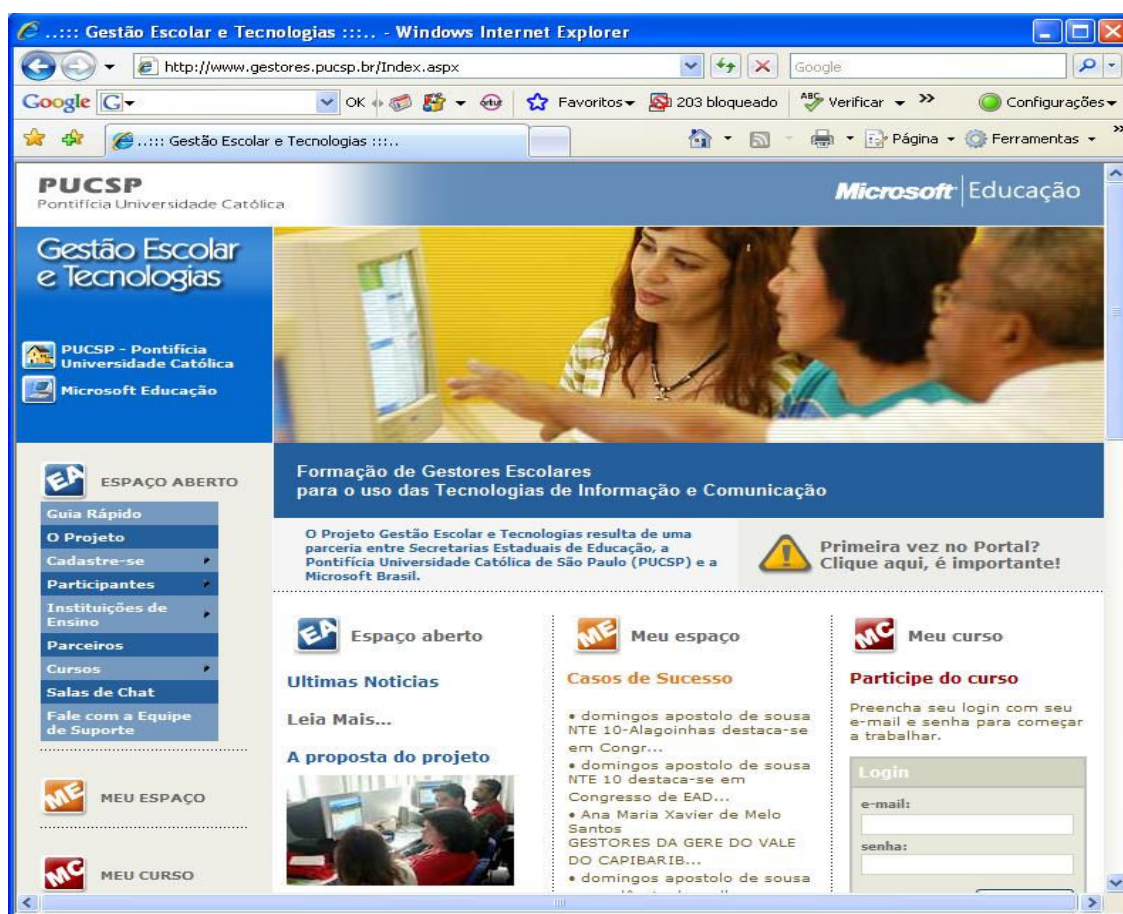 ..::: Gestão Escolar e Tecnologias :::.. - Windows Internet Explorer
http://www.gestores.pucsp.br/Index.aspx
Google
Google G
OK
Favoritos
203 bloqueado
ABC Verificar
»
Configurações
..::: Gestão Escolar e Tecnologias :::..
Página
Ferramentas
»
PUCSP
Pontifícia Universidade Católica
Microsoft Educação
Gestão Escolar
e Tecnologias
PUCSP - Pontifícia
Universidade Católica
Microsoft Educação
EA ESPAÇO ABERTO
Guia Rápido
O Projeto
Cadastre-se
Participantes
Instituições de
Ensino
Parceiros
Cursos
Salas de Chat
Fale com a Equipe
de Suporte
ME MEU ESPAÇO
MC MEU CURSO
Formação de Gestores Escolares
para o uso das Tecnologias de Informação e Comunicação
O Projeto Gestão Escolar e Tecnologias resulta de uma
parceria entre Secretarias Estaduais de Educação, a
Pontifícia Universidade Católica de São Paulo (PUCSP) e a
Microsoft Brasil.
Primeira vez no Portal?
Clique aqui, é importante!
EA Espaço aberto
Ultimas Noticias
Leia Mais...
A proposta do projeto
ME Meu espaço
Casos de Sucesso
• domingos apostolo de sousa
NTE 10-Alagoinhas destaca-se
em Congr...
• domingos apostolo de sousa
NTE 10 destaca-se em
Congresso de EAD...
• Ana Maria Xavier de Melo
Santos
GESTORES DA GERE DO VALE
DO CAPIBARIB...
• domingos apostolo de sousa
MC Meu curso
Participe do curso
Preencha seu login com seu
e-mail e senha para começar
a trabalhar.
Login
e-mail:
senha: